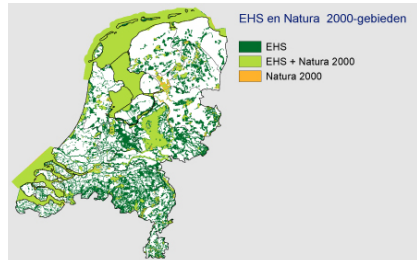 EHS en Natura 2000-gebieden
EHS
EHS + Natura 2000
Natura 2000